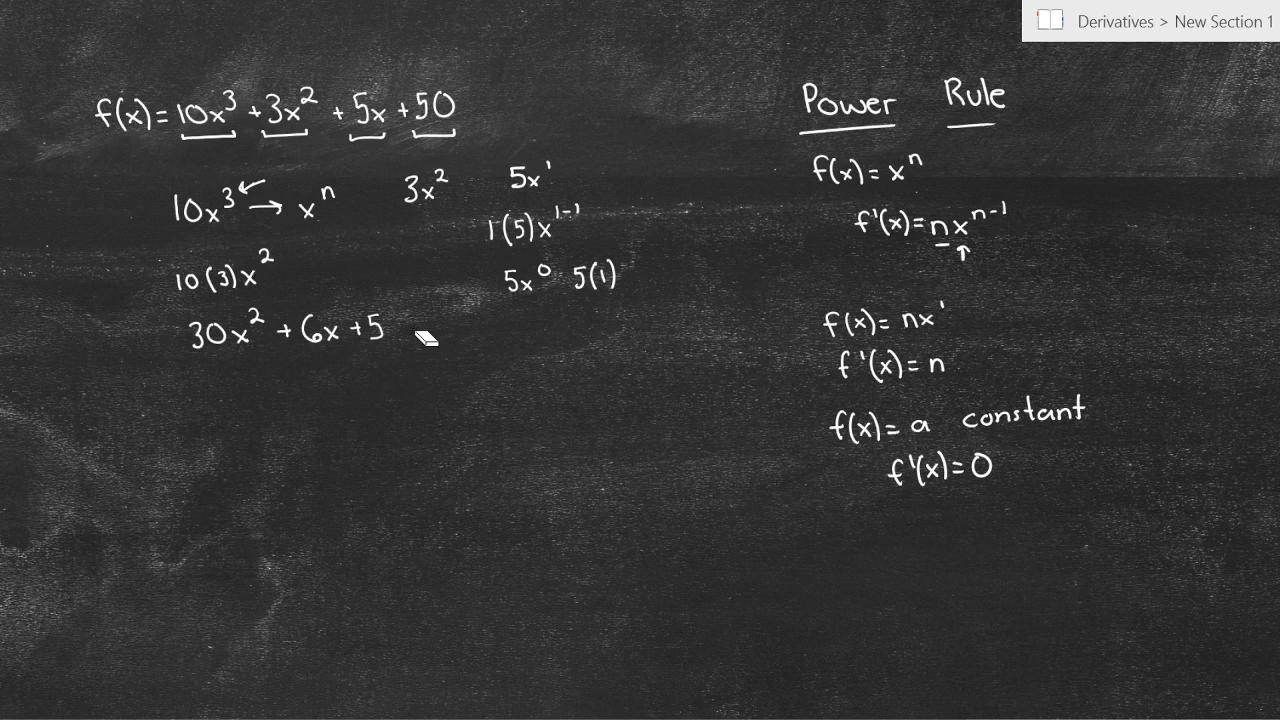 Derivatives > New Section 1
f(x) = 10x³ + 3x² + 5x + 50
10x³ → xⁿ
3x²
5x¹
10(3)x²
1(5)x¹⁻¹
5x⁰ 5(1)
30x² + 6x + 5
Power Rule
f(x) = xⁿ
f'(x) = nxⁿ⁻¹
f(x) = nx¹
f'(x) = n
f(x) = a constant
f'(x) = 0